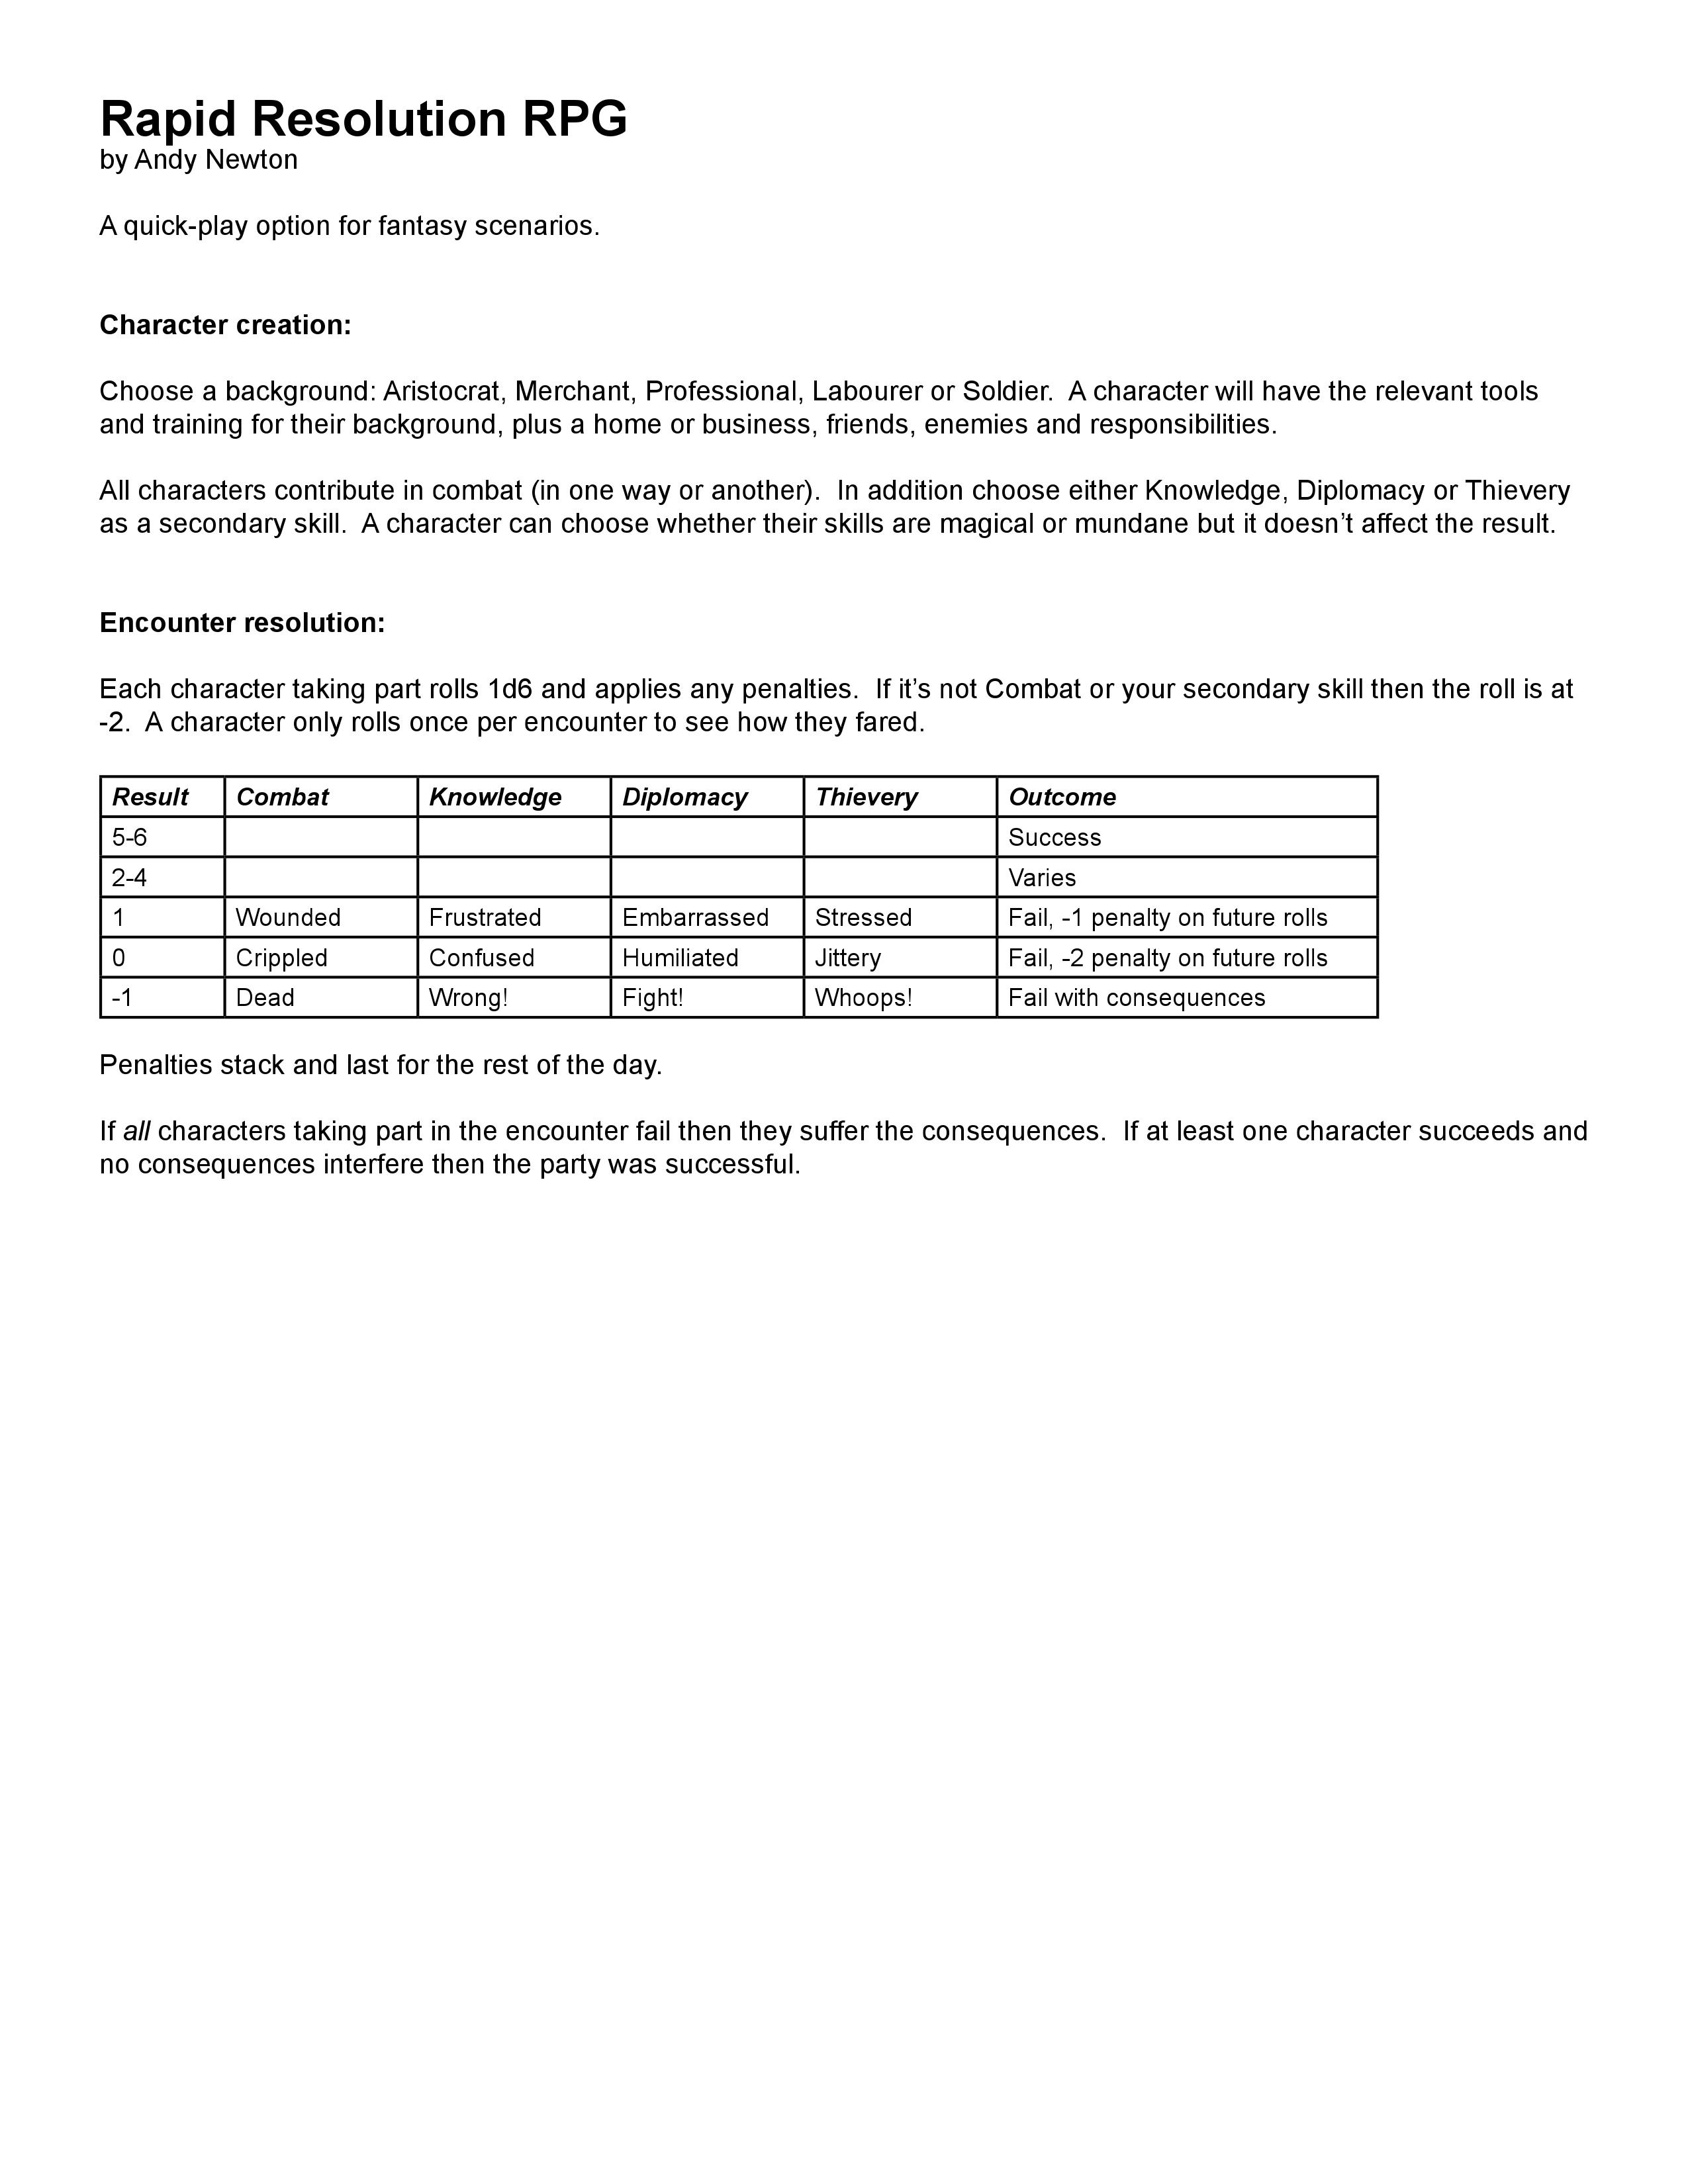 Rapid Resolution RPG
by Andy Newton
A quick-play option for fantasy scenarios.
Character creation:
Choose a background: Aristocrat, Merchant, Professional, Labourer or Soldier.  A character will have the relevant tools
and training for their background, plus a home or business, friends, enemies and responsibilities.
All characters contribute in combat (in one way or another).  In addition choose either Knowledge, Diplomacy or Thievery
as a secondary skill.  A character can choose whether their skills are magical or mundane but it doesn’t affect the result.
Encounter resolution:
Each character taking part rolls 1d6 and applies any penalties.  If it’s not Combat or your secondary skill then the roll is at
-2.  A character only rolls once per encounter to see how they fared.
Result Combat Knowledge Diplomacy Thievery Outcome
5-6 Success
2-4 Varies
1 Wounded Frustrated Embarrassed Stressed Fail, -1 penalty on future rolls
0 Crippled Confused Humiliated Jittery Fail, -2 penalty on future rolls
-1 Dead Wrong! Fight! Whoops! Fail with consequences
Penalties stack and last for the rest of the day.
If all characters taking part in the encounter fail then they suffer the consequences.  If at least one character succeeds and
no consequences interfere then the party was successful.